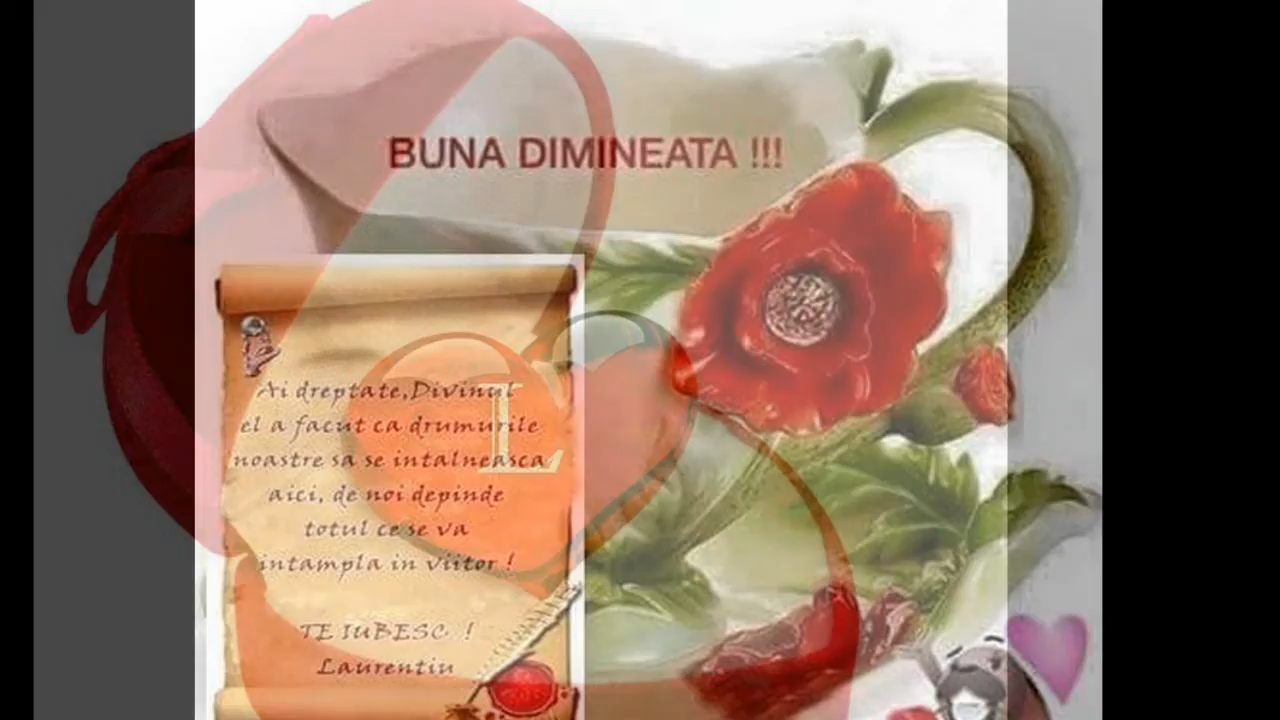 BUNA DIMINEATA !!!
Ai dreptate,Divinul
el a facut ca drumurile
noastre sa se intalneasca
aici, de noi depinde
totul ce se va
intampla in viitor !
TE IUBESC !
Laurentiu
L